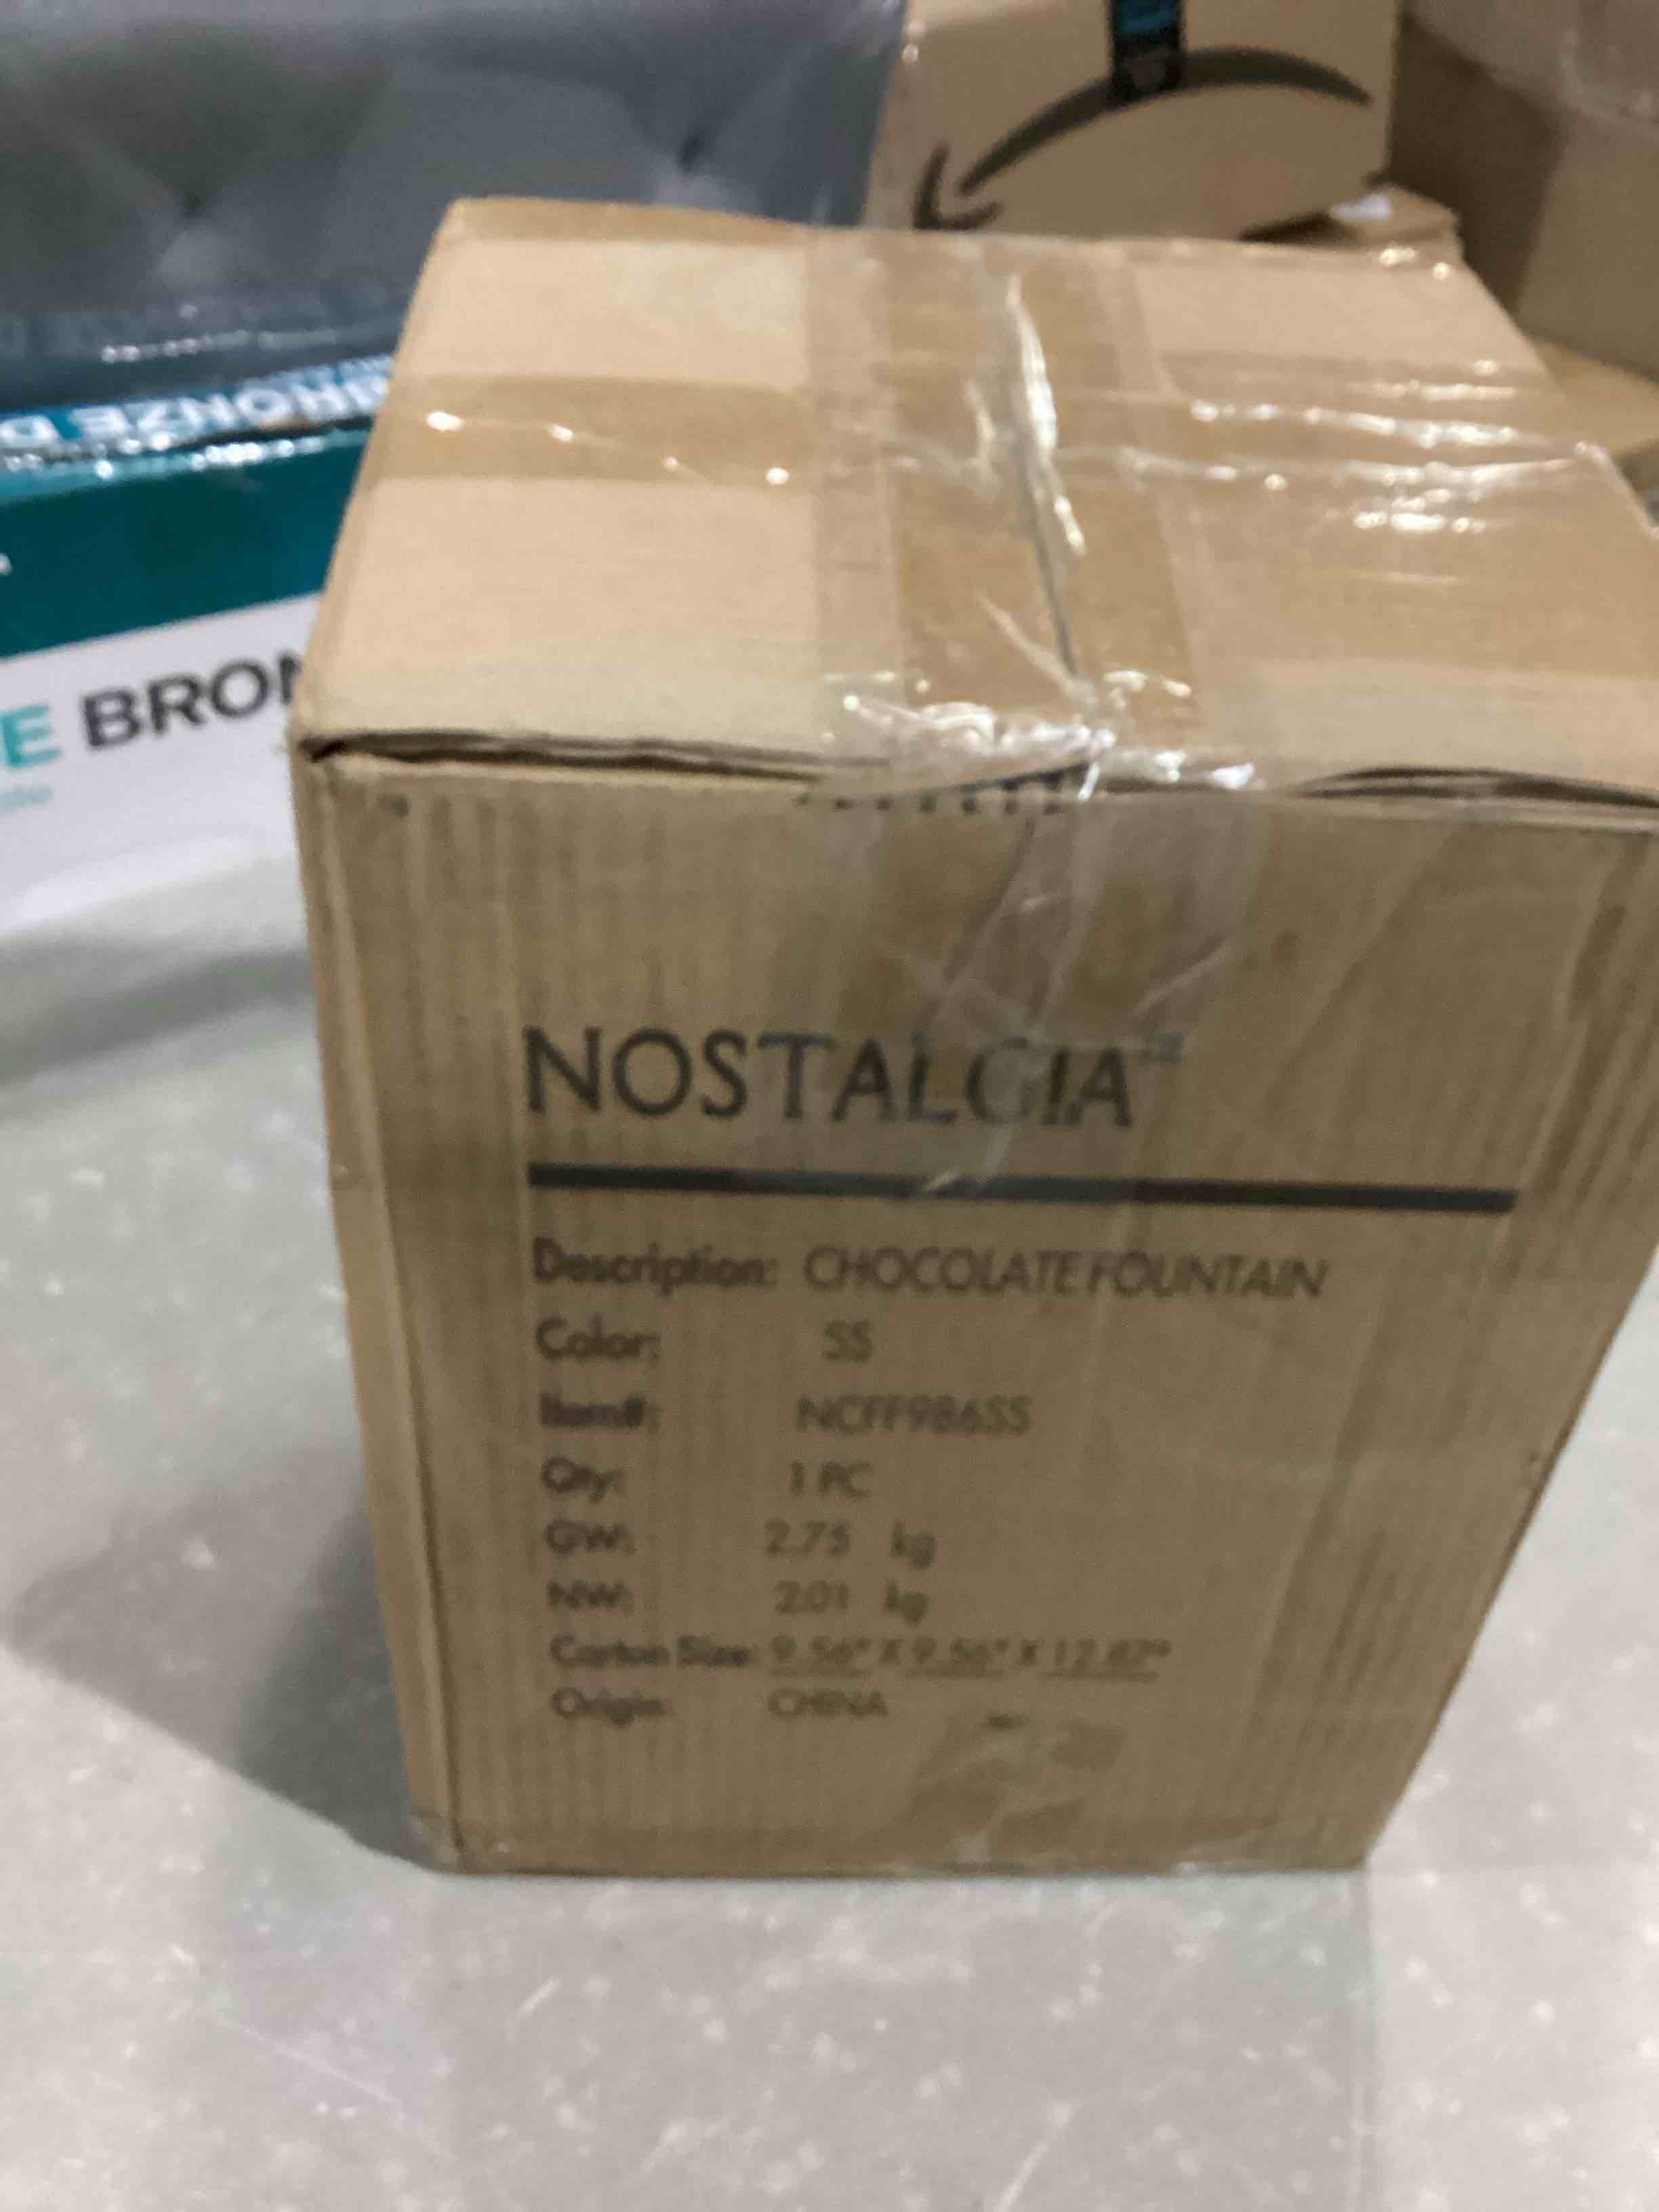 E BRON
NOSTALGIA
Description: CHOCOLATE FOUNTAIN
Color: SS
Item#: NCFF986SS
Qty: 1 PC
GW: 2.75 kg
NW: 2.01 kg
Carton Size: 9.56" X 9.56" X 12.87"
Origin: CHINA